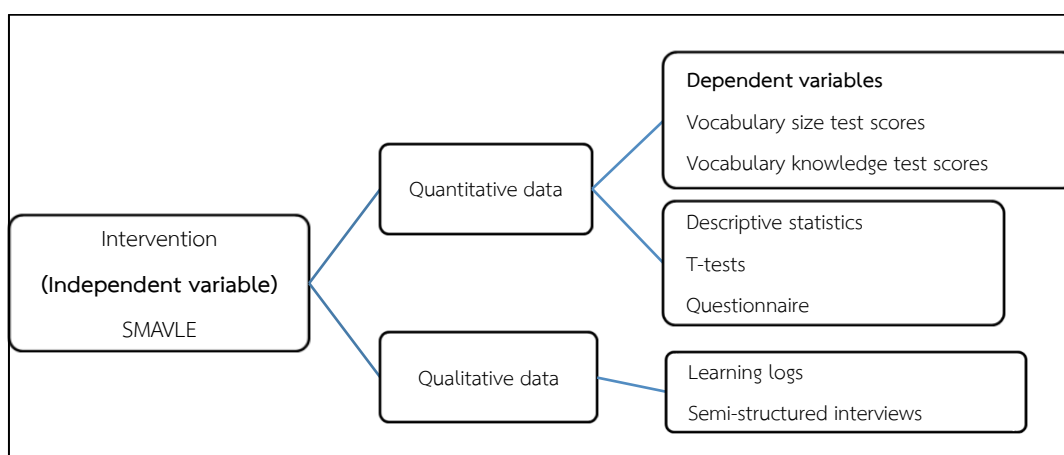 Intervention
(Independent variable)
SMAVLE
Quantitative data
Qualitative data
Dependent variables
Vocabulary size test scores
Vocabulary knowledge test scores
Descriptive statistics
T-tests
Questionnaire
Learning logs
Semi-structured interviews